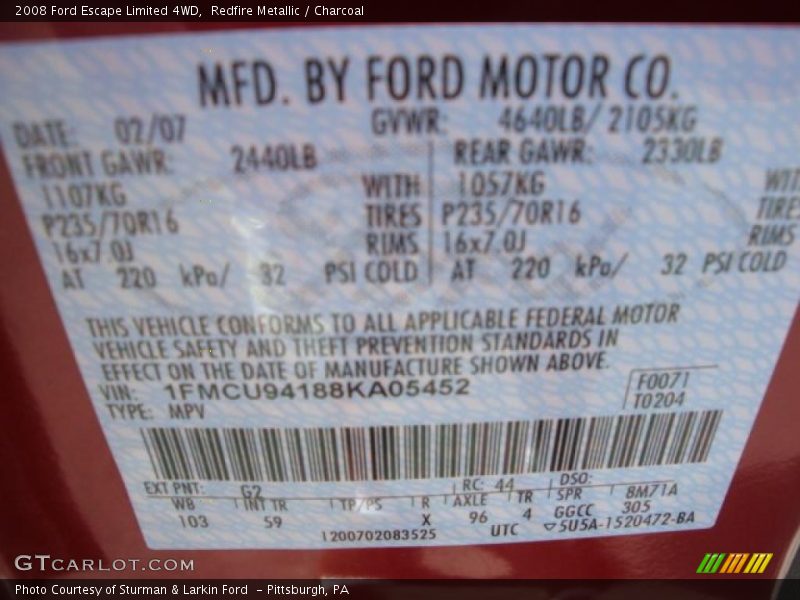 2008 Ford Escape Limited 4WD, Redfire Metallic / Charcoal
MFD. BY FORD MOTOR CO.
DATE: 02/07 GVWR: 4640LB/ 2105KG
FRONT GAWR: 2440LB REAR GAWR: 2330LB
1107KG WITH 1057KG WITH
P235/70R16 TIRES P235/70R16 TIRES
16x7.0J RIMS 16x7.0J RIMS
AT 220 kPa/ 32 PSI COLD AT 220 kPa/ 32 PSI COLD
THIS VEHICLE CONFORMS TO ALL APPLICABLE FEDERAL MOTOR
VEHICLE SAFETY AND THEFT PREVENTION STANDARDS IN
EFFECT ON THE DATE OF MANUFACTURE SHOWN ABOVE.
VIN: 1FMCU94188KA05452 F0071
TYPE: MPV T0204
EXT PNT: G2 RC: 44 DSO:
WB INT TR TP/PS R AXLE TR SPR 8M71A
103 59 X 96 4 GGCC 305
1200702083525 UTC ▽5U5A-1520472-BA
GTCARLOT.COM
Photo Courtesy of Sturman & Larkin Ford - Pittsburgh, PA